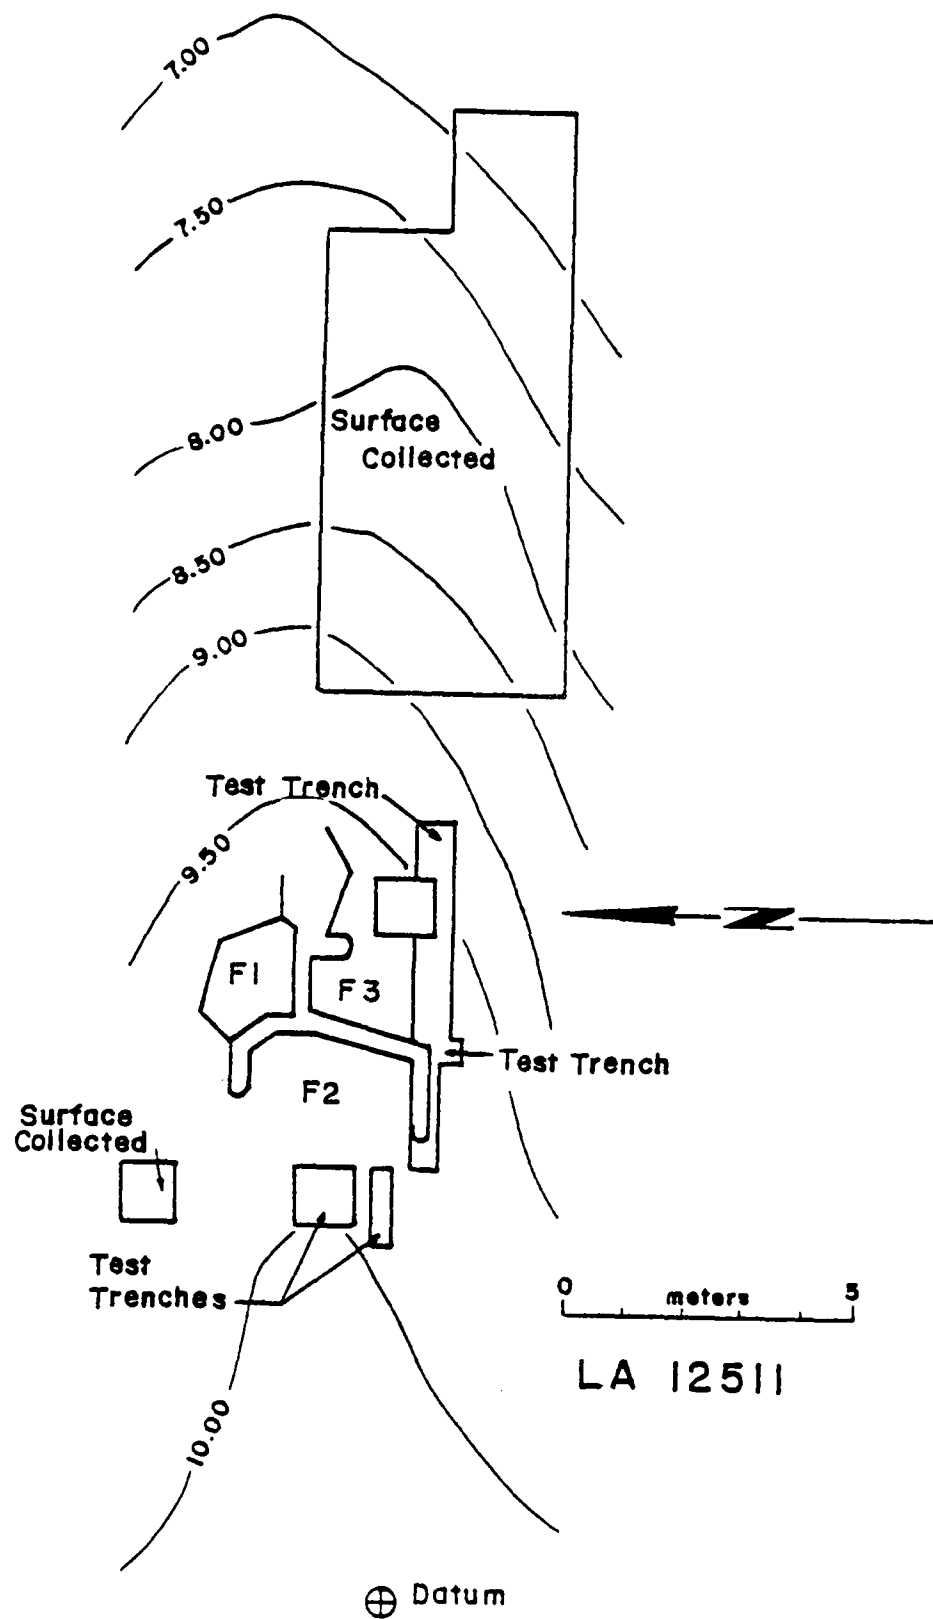 7.00
7.50
8.00
Surface
Collected
8.50
9.00
Test Trench
9.50
N
F1
F3
Test Trench
F2
Surface
Collected
Test
Trenches
0 5
meters
LA 12511
10.00
Datum